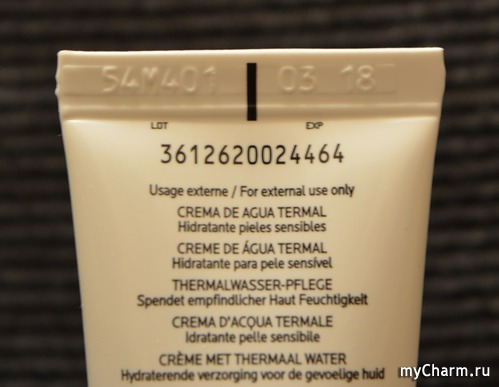 54M401 03 18
LOT EXP
3612620024464
Usage externe / For external use only
CREMA DE AGUA TERMAL
Hidratante pieles sensibles
CREME DE ÁGUA TERMAL
Hidratante para pele sensível
THERMALWASSER-PFLEGE
Spendet empfindlicher Haut Feuchtigkeit
CREMA D'ACQUA TERMALE
Idratante pelle sensibile
CRÈME MET THERMAAL WATER
Hydraterende verzorging voor de gevoelige huid
myCharm.ru